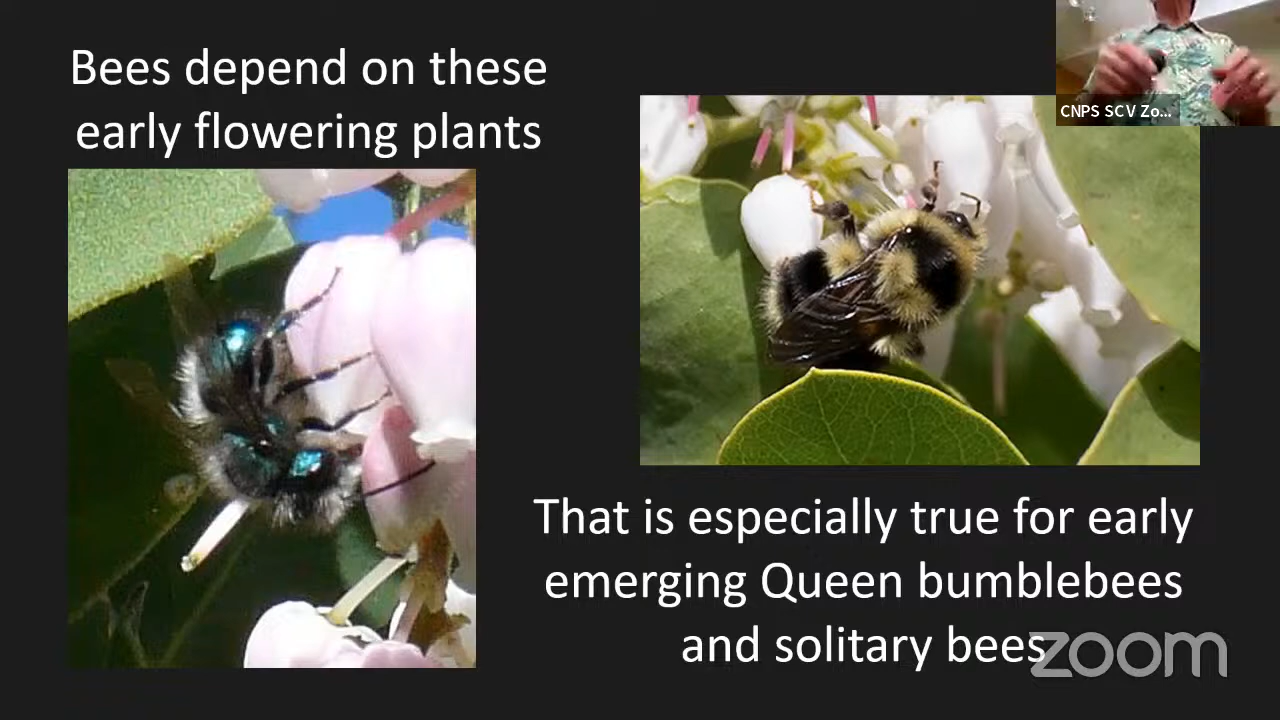 Bees depend on these
early flowering plants
CNPS SCV Zo...
That is especially true for early
emerging Queen bumblebees
and solitary bees
zoom